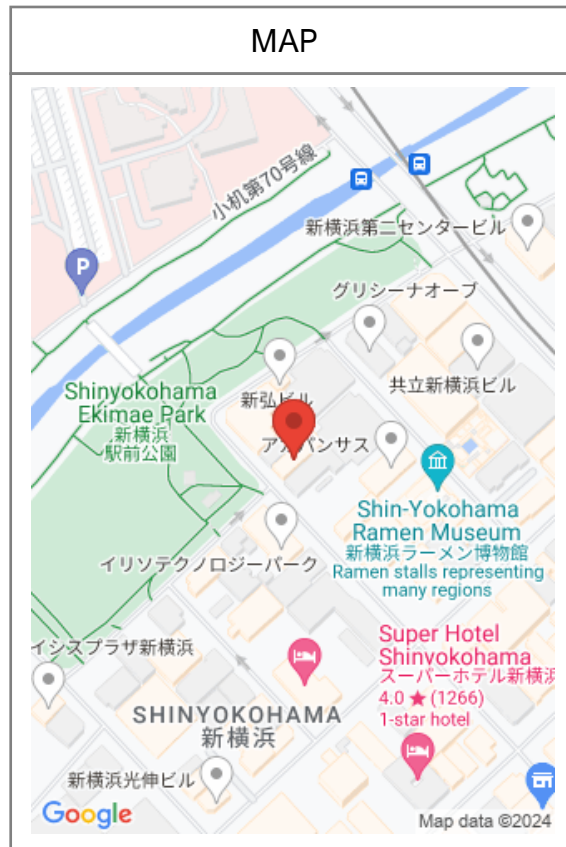 MAP
小机第70号線
新横浜第二センタービル
グリシーナオーブ
共立新横浜ビル
Shinyokohama
Ekimae Park
新横浜
駅前公園
新弘ビル
P
Shin-Yokohama
Ramen Museum
新横浜ラーメン博物館
Ramen stalls representing
many regions
イリソテクノロジーパーク
イシスプラザ新横浜
Super Hotel
Shinyokohama
スーパーホテル新横浜
4.0 ★ (1266)
1-star hotel
SHINYOKOHAMA
新横浜
新横浜光伸ビル
Google
Map data ©2024